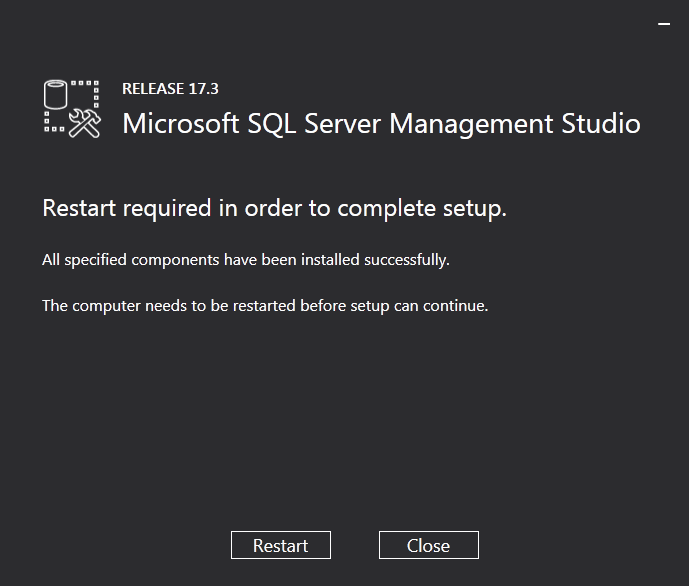 RELEASE 17.3
Microsoft SQL Server Management Studio
Restart required in order to complete setup.
All specified components have been installed successfully.
The computer needs to be restarted before setup can continue.
Restart
Close